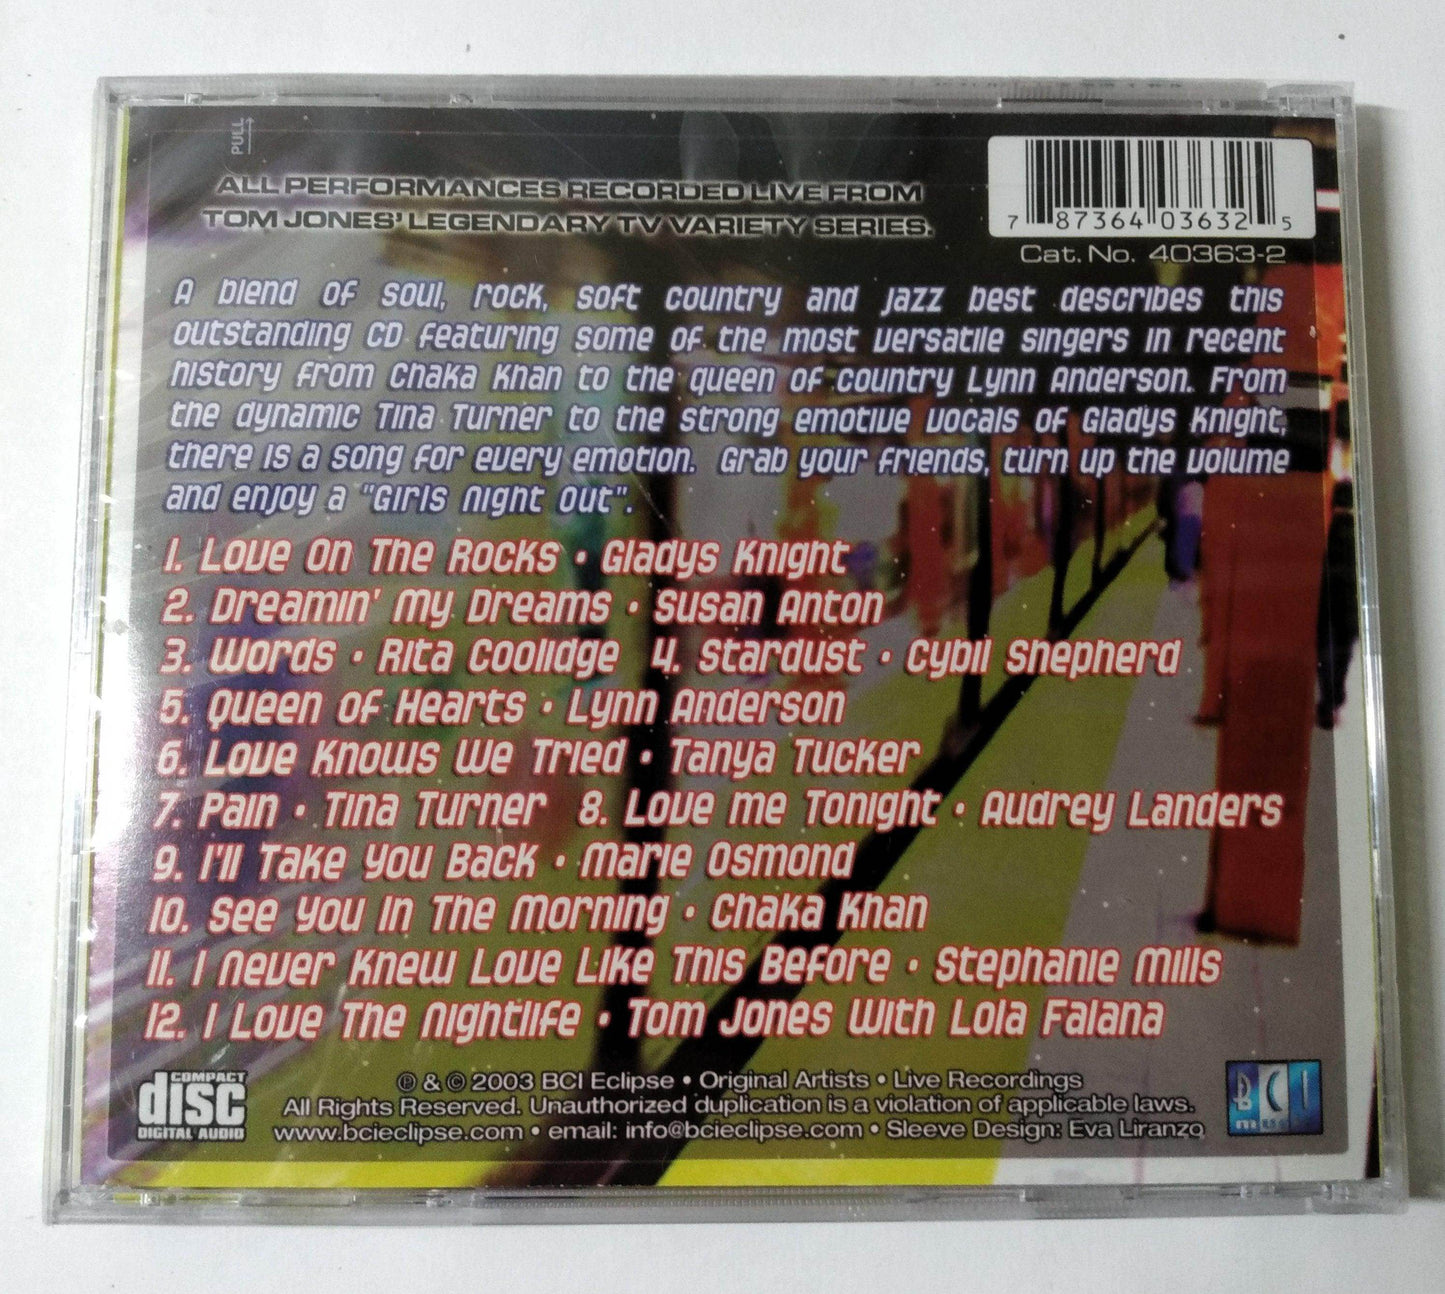 PULL
ALL PERFORMANCES RECORDED LIVE FROM
TOM JONES' LEGENDARY TV VARIETY SERIES.
7 87364 03632 5
Cat. No. 40363-2
A blend of soul, rock, soft country and jazz best describes this
outstanding CD featuring some of the most versatile singers in recent
history from Chaka Khan to the queen of country Lynn Anderson. From
the dynamic Tina Turner to the strong emotive vocals of Gladys Knight,
there is a song for every emotion. Grab your friends, turn up the volume
and enjoy a "Girls Night Out".
1. Love On The Rocks • Gladys Knight
2. Dreamin' My Dreams • Susan Anton
3. Words • Rita Coolidge 4. Stardust • Cybil Shepherd
5. Queen of Hearts • Lynn Anderson
6. Love Knows We Tried • Tanya Tucker
7. Pain • Tina Turner 8. Love me Tonight • Audrey Landers
9. I'll Take You Back • Marie Osmond
10. See You In The Morning • Chaka Khan
11. I Never Knew Love Like This Before • Stephanie Mills
12. I Love The Nightlife • Tom Jones With Lola Falana
COMPACT
disc
DIGITAL AUDIO
℗ & © 2003 BCI Eclipse • Original Artists • Live Recordings
All Rights Reserved. Unauthorized duplication is a violation of applicable laws.
www.bcieclipse.com • email: info@bcieclipse.com • Sleeve Design: Eva Liranzo
BCI